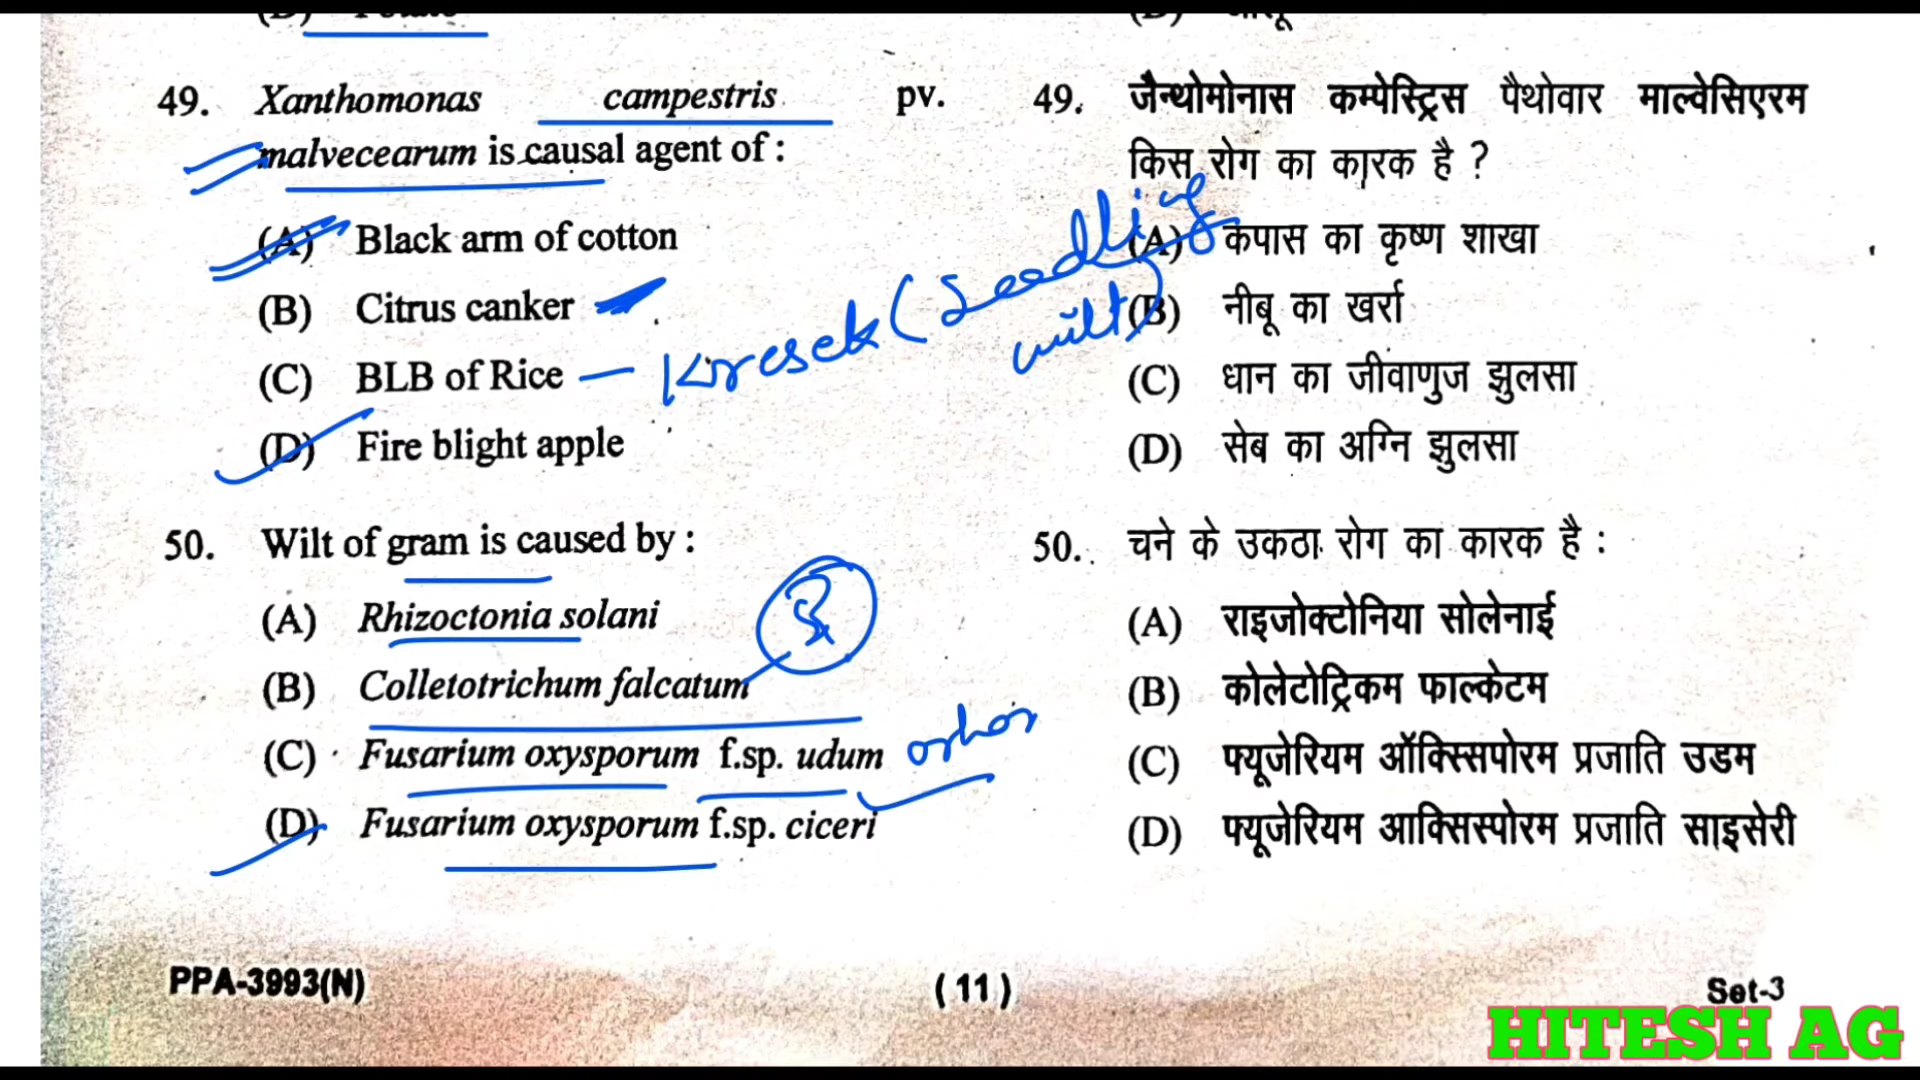 49. Xanthomonas campestris pv.
malvecearum is causal agent of :
(A) Black arm of cotton
(B) Citrus canker
(C) BLB of Rice — Kresek (Seedling
wilt)
(D) Fire blight apple
50. Wilt of gram is caused by :
(A) Rhizoctonia solani
(B) Colletotrichum falcatum
(C) Fusarium oxysporum f.sp. udum
(D) Fusarium oxysporum f.sp. ciceri
49. जैन्थोमोनास कम्पेस्ट्रिस पैथोवार माल्वेसिएरम
किस रोग का कारक है ?
(A) कपास का कृष्ण शाखा
(B) नीबू का खर्रा
(C) धान का जीवाणुज झुलसा
(D) सेब का अग्नि झुलसा
50. चने के उकठा रोग का कारक है :
(A) राइजोक्टोनिया सोलेनाई
(B) कोलेटोट्रिकम फाल्केटम
(C) फ्यूजेरियम ऑक्सिस्पोरम प्रजाति उडम
(D) फ्यूजेरियम आक्सिस्पोरम प्रजाति साइसेरी
PPA-3993(N) ( 11 ) Set-3
HITESH AG